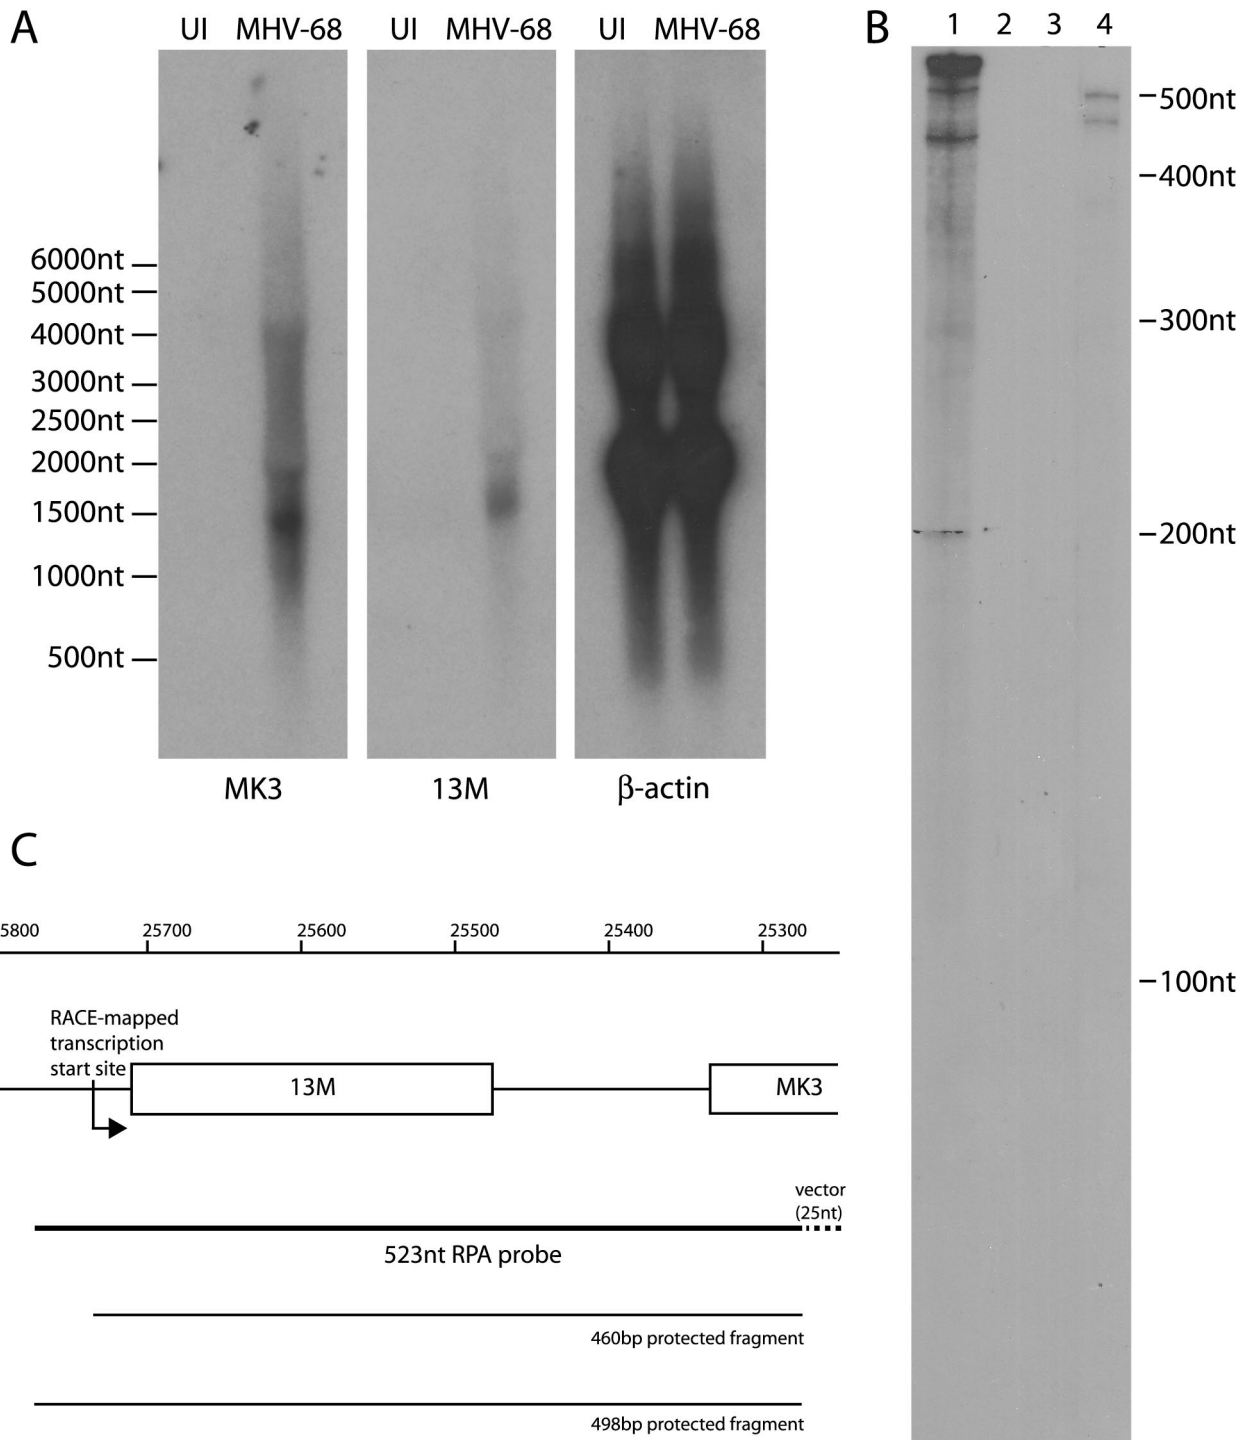 A
UI MHV-68 UI MHV-68 UI MHV-68
6000nt
5000nt
4000nt
3000nt
2500nt
2000nt
1500nt
1000nt
500nt
MK3 13M β-actin
B
1 2 3 4
500nt
400nt
300nt
200nt
100nt
C
5800 25700 25600 25500 25400 25300
RACE-mapped
transcription
start site
13M MK3
vector
(25nt)
523nt RPA probe
460bp protected fragment
498bp protected fragment